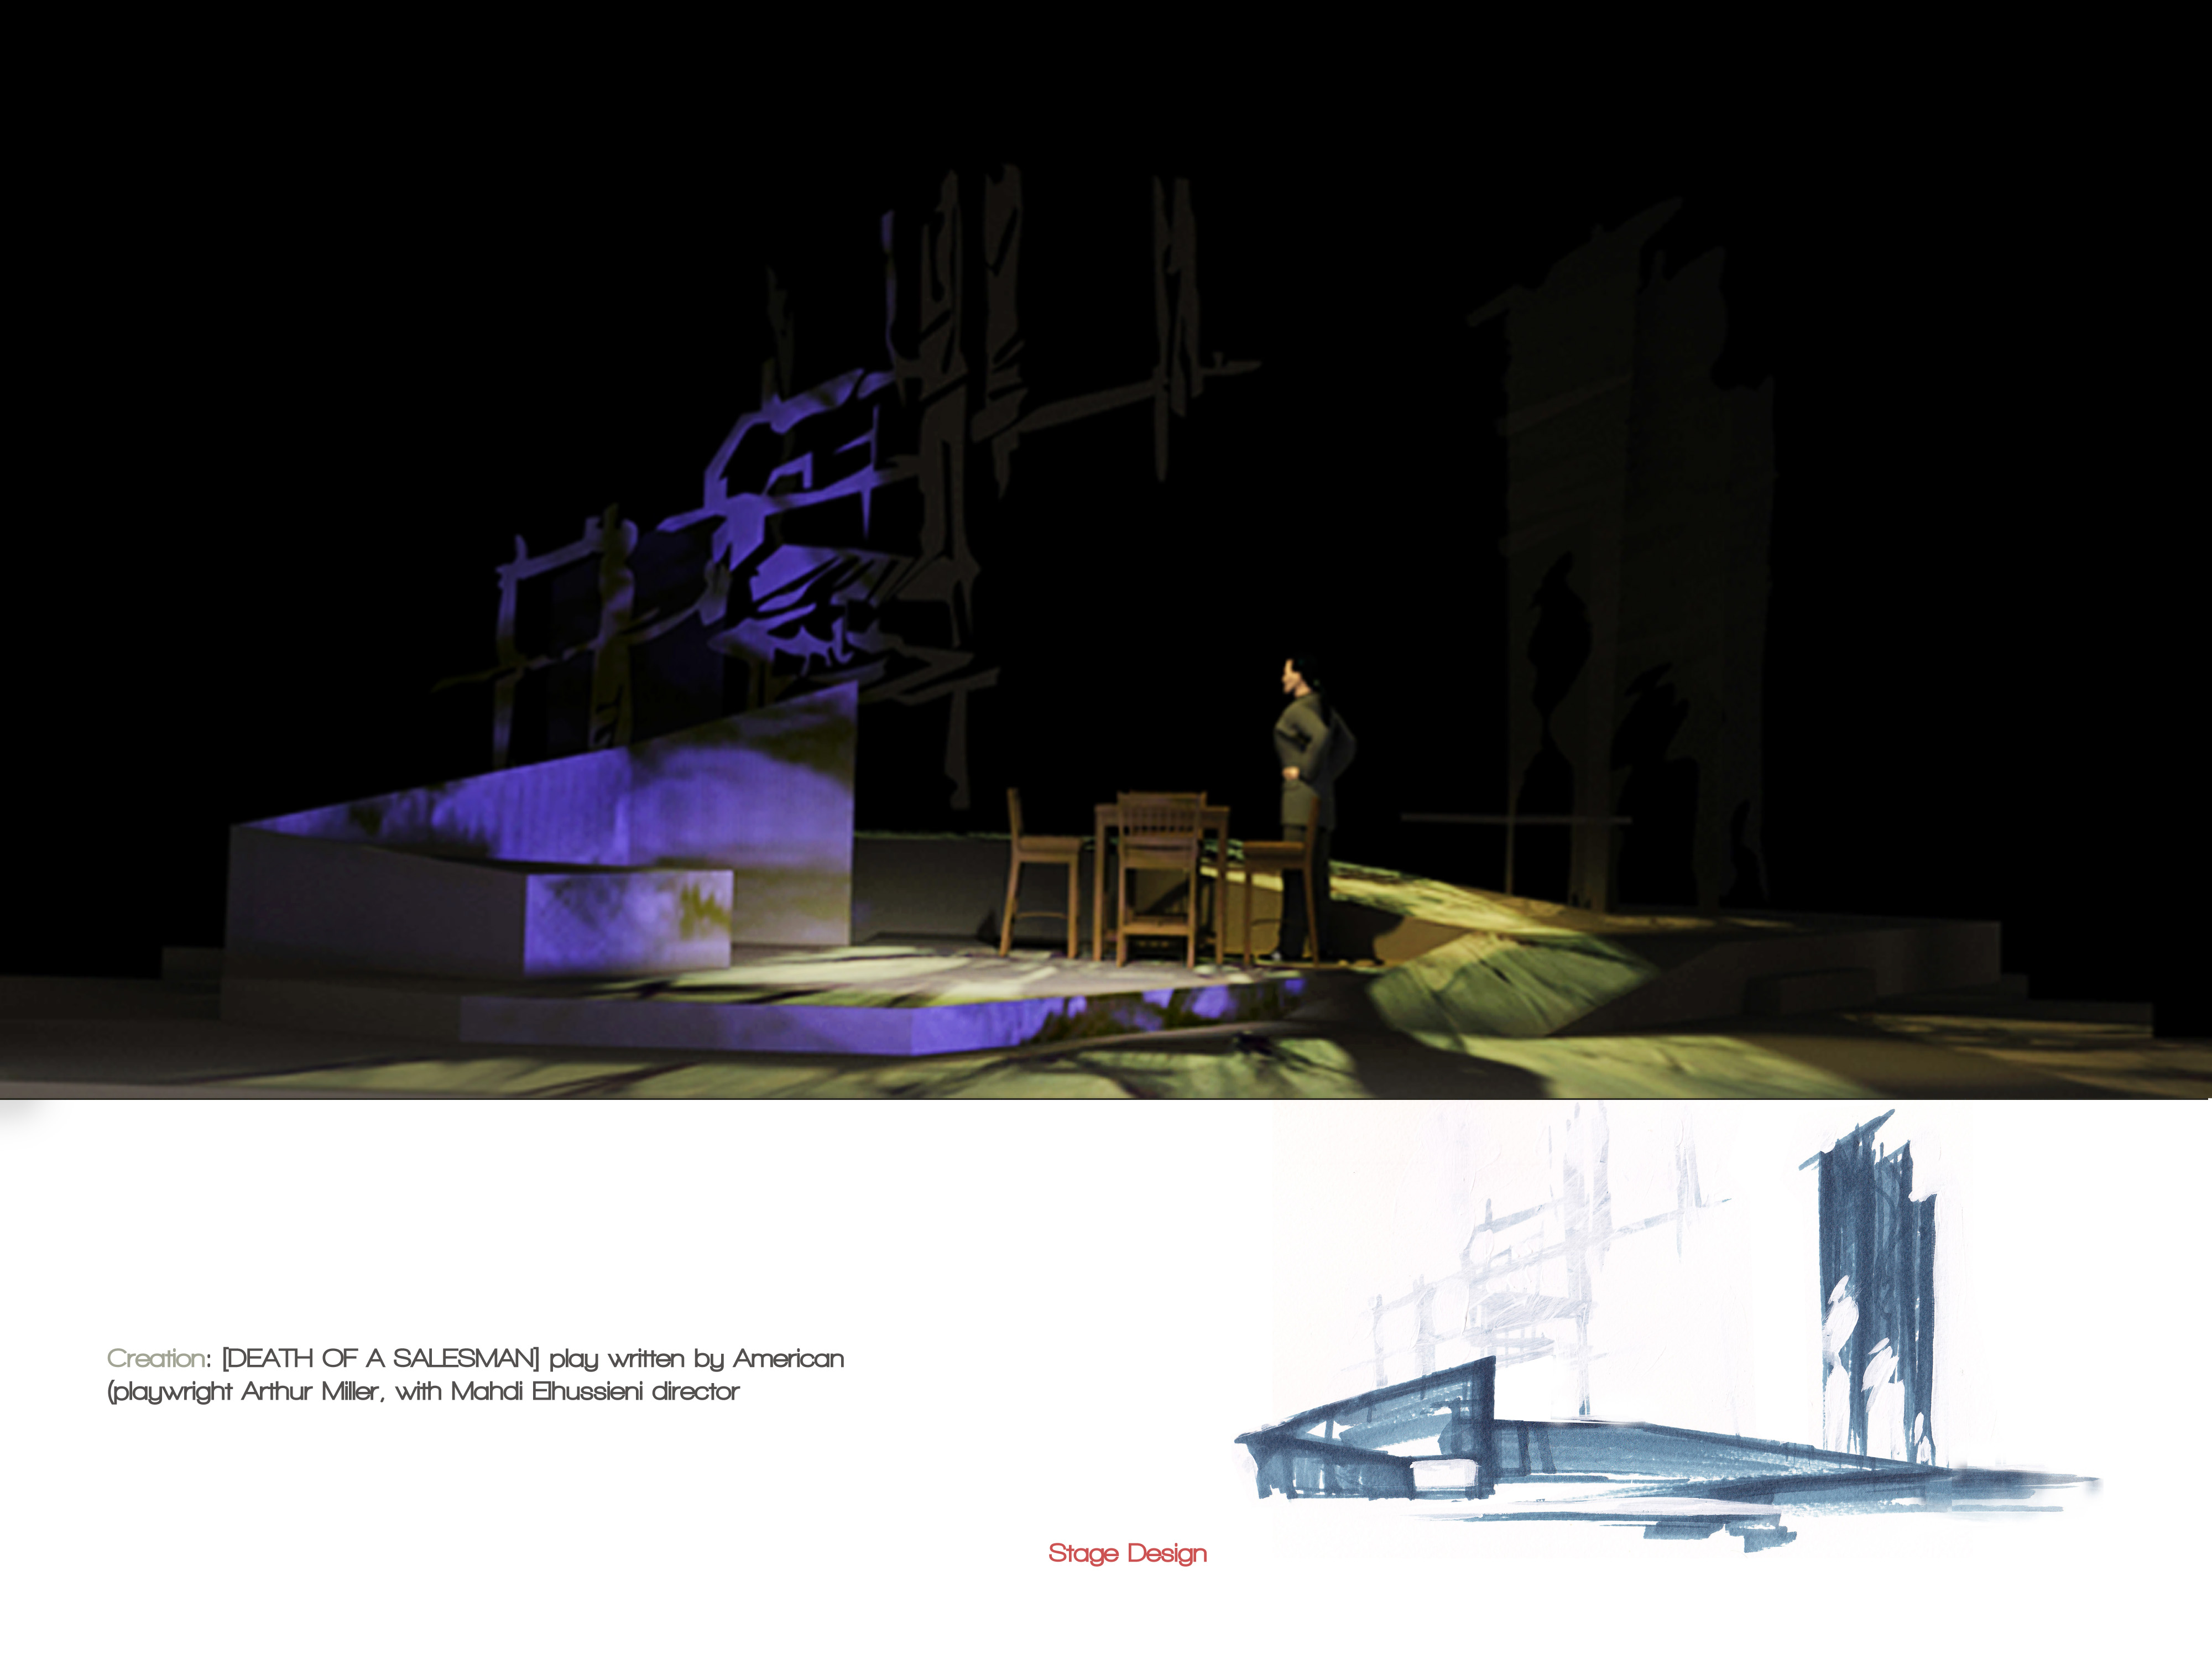 Creation: [DEATH OF A SALESMAN] play written by American
(playwright Arthur Miller, with Mahdi Elhussieni director
Stage Design